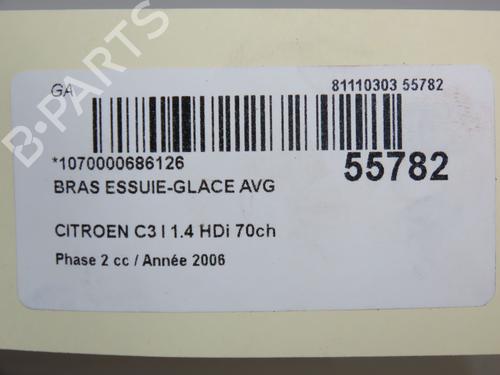 B-PARTS
GA
81110303 55782
*1070000686126
55782
BRAS ESSUIE-GLACE AVG
CITROEN C3 I 1.4 HDi 70ch
Phase 2 cc / Année 2006